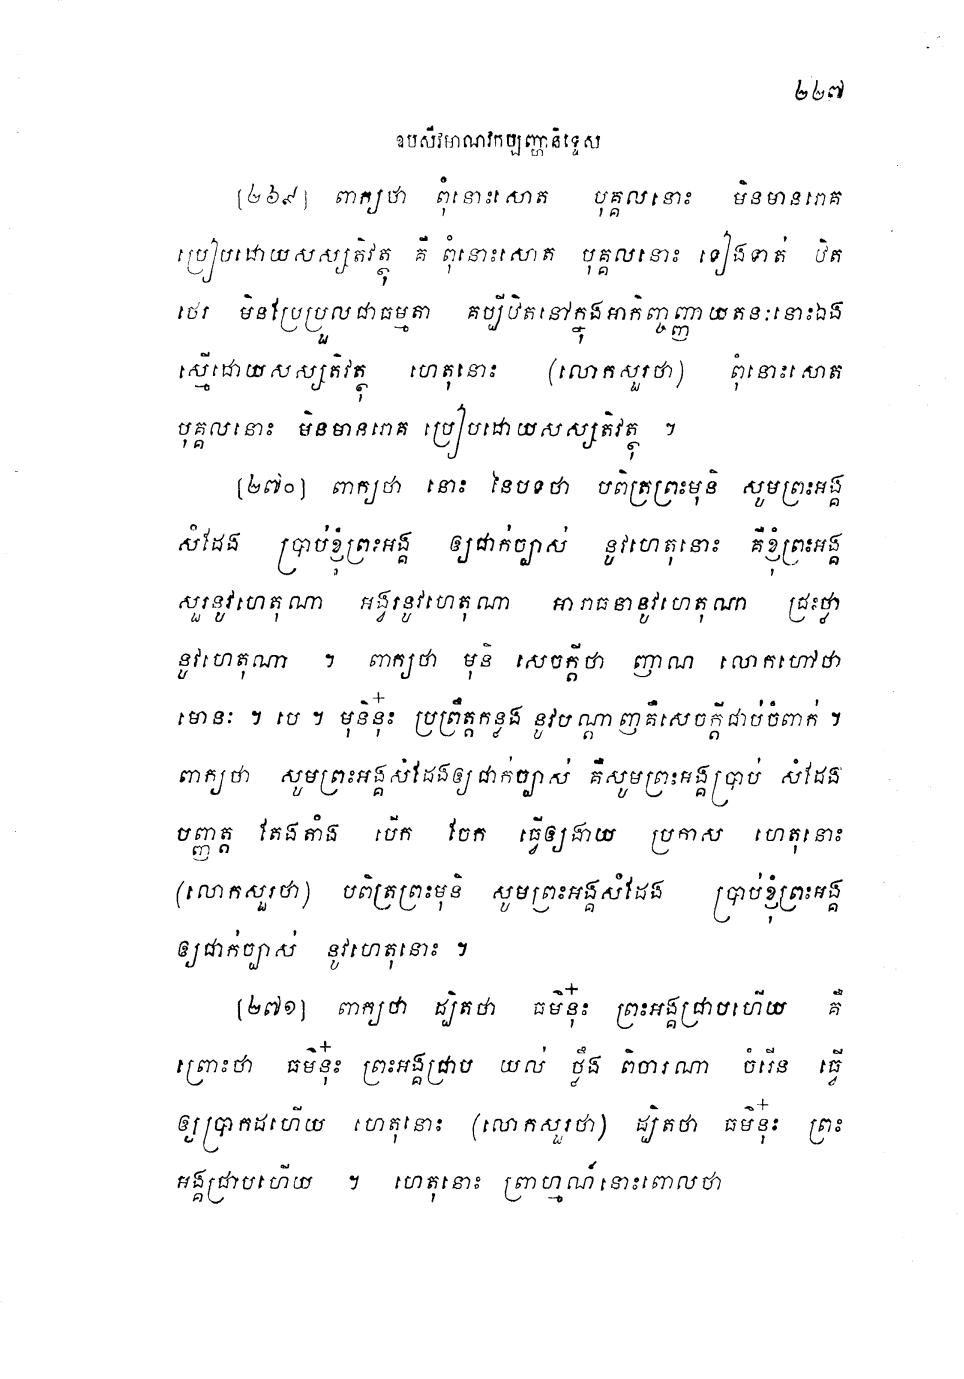 ២២៧
ឧបសីវមាណវកប្បញ្ហានិទ្ទេស
[២៦៩] ពាក្យថា ពុំនោះសោត បុគ្គលនោះ មិនមានរោគ
ប្រៀបដោយសស្សតិវត្ថុ គឺ ពុំនោះសោត បុគ្គលនោះ ទៀងទាត់ ឋិត
ថេរ មិនប្រែប្រួលជាធម្មតា គប្បីឋិតនៅក្នុងអាកិញ្ចញ្ញាយតនៈនោះឯង
ស្មើដោយសស្សតិវត្ថុ ហេតុនោះ (លោកសួរថា) ពុំនោះសោត
បុគ្គលនោះ មិនមានរោគ ប្រៀបដោយសស្សតិវត្ថុ ។
[២៧០] ពាក្យថា នោះ នៃបទថា បពិត្រព្រះមុនិ សូមព្រះអង្គ
សំដែង ប្រាប់ខ្ញុំព្រះអង្គ ឲ្យជាក់ច្បាស់ នូវហេតុនោះ គឺខ្ញុំព្រះអង្គ
សួរនូវហេតុណា អង្វរនូវហេតុណា អារាធនានូវហេតុណា ជ្រះថ្លា
នូវហេតុណា ។ ពាក្យថា មុនិ សេចក្តីថា ញាណ លោកហៅថា
មោនៈ ។ បេ ។ មុនិនុ៎ះ ប្រព្រឹត្តកន្លង នូវបណ្តាញគឺសេចក្តីជាប់ចំពាក់ ។
ពាក្យថា សូមព្រះអង្គសំដែងឲ្យជាក់ច្បាស់ គឺសូមព្រះអង្គប្រាប់ សំដែង
បញ្ញត្ត តែងតាំង បើក ចែក ធ្វើឲ្យងាយ ប្រកាស ហេតុនោះ
(លោកសួរថា) បពិត្រព្រះមុនិ សូមព្រះអង្គសំដែង ប្រាប់ខ្ញុំព្រះអង្គ
ឲ្យជាក់ច្បាស់ នូវហេតុនោះ ។
[២៧១] ពាក្យថា ដ្បិតថា ធម៌នុ៎ះ ព្រះអង្គជ្រាបហើយ គឺ
ព្រោះថា ធម៌នុ៎ះ ព្រះអង្គជ្រាប យល់ ថ្លឹង ពិចារណា ចំរើន ធ្វើ
ឲ្យប្រាកដហើយ ហេតុនោះ (លោកសួរថា) ដ្បិតថា ធម៌នុ៎ះ ព្រះ
អង្គជ្រាបហើយ ។ ហេតុនោះ ព្រាហ្មណ៍នោះពោលថា